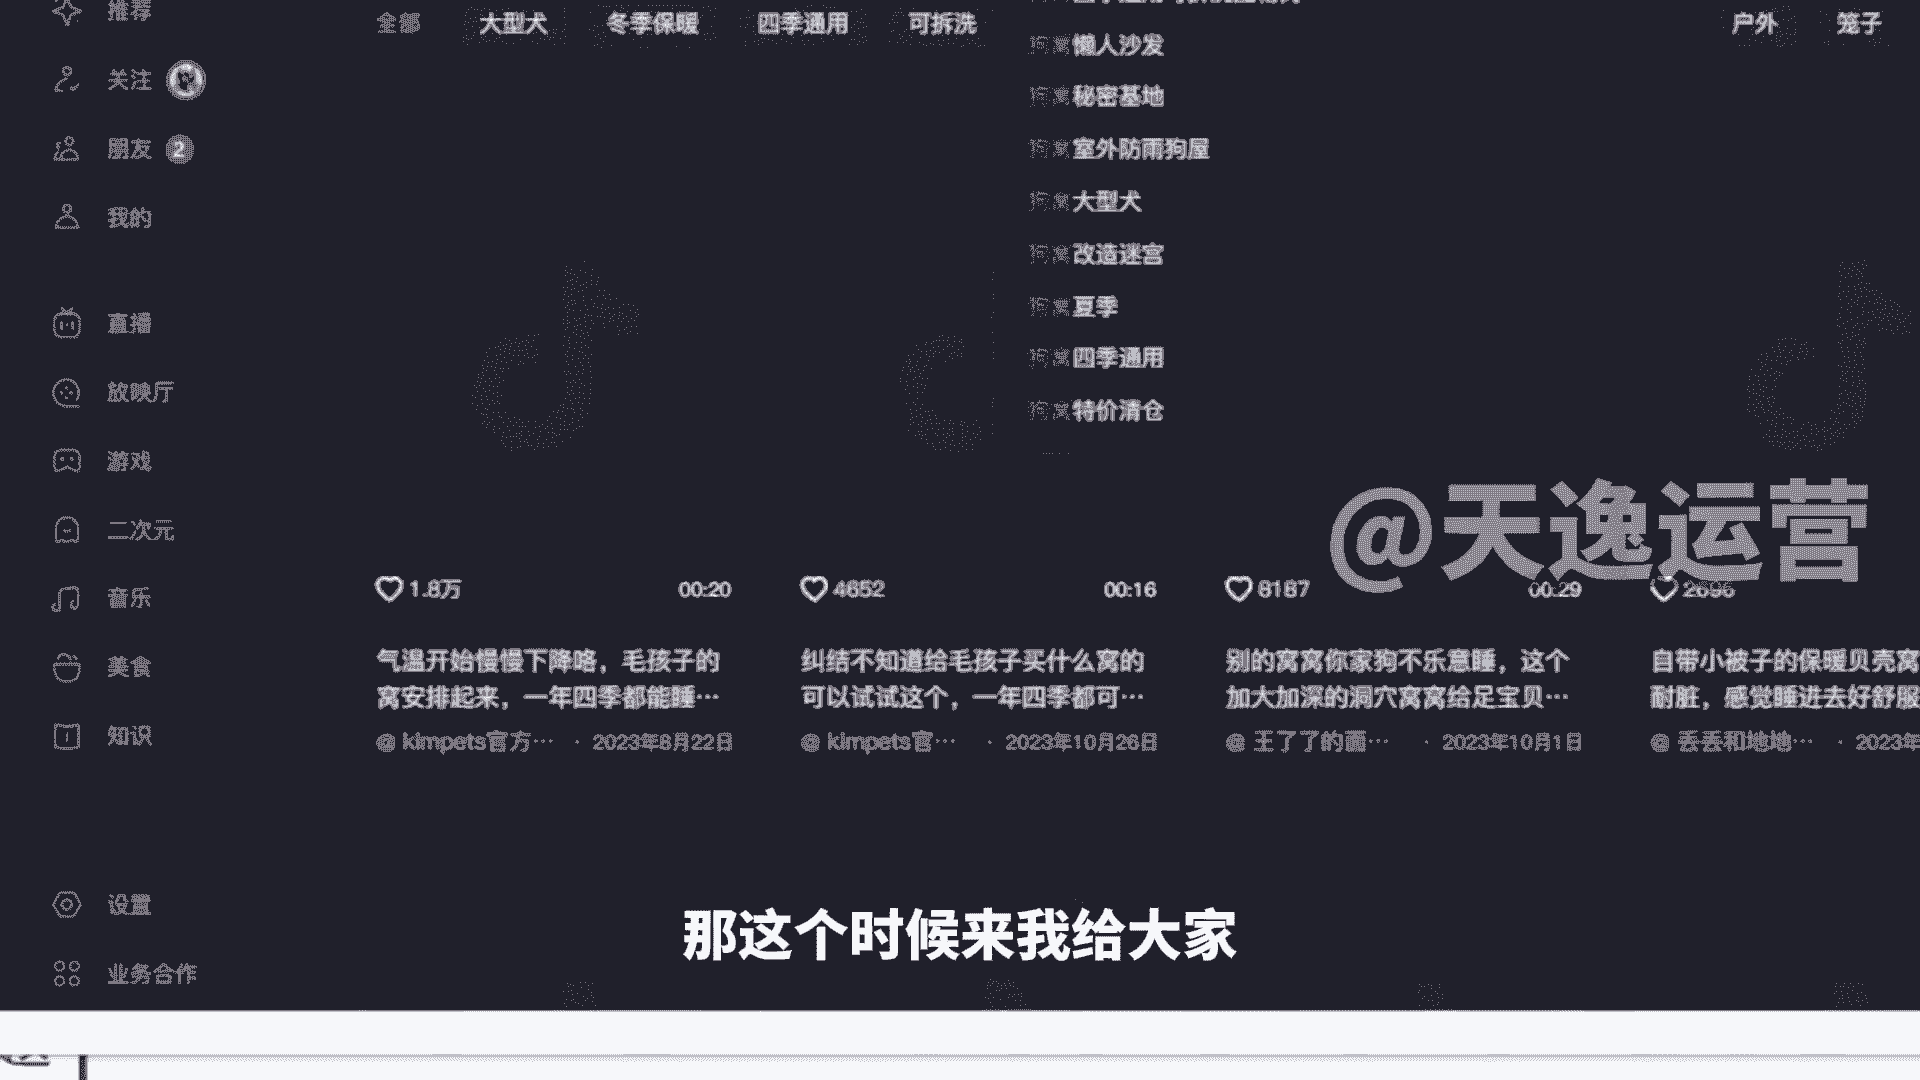 推荐
关注
朋友 2
我的
直播
放映厅
游戏
二次元
音乐
美食
知识
设置
业务合作
全部 大型犬 冬季保暖 四季通用 可拆洗 户外 笼子
狗窝懒人沙发
狗窝秘密基地
狗窝室外防雨狗屋
狗窝大型犬
狗窝改造迷宫
狗窝夏季
狗窝四季通用
狗窝特价清仓
@天逸运营
1.8万 00:20
气温开始慢慢下降咯，毛孩子的
窝安排起来，一年四季都能睡…
@ kimpets官方… · 2023年8月22日
4652 00:16
纠结不知道给毛孩子买什么窝的
可以试试这个，一年四季都可…
@ kimpets官… · 2023年10月26日
8187 00:29
别的窝窝你家狗不乐意睡，这个
加大加深的洞穴窝窝给足宝贝…
@ 王了了的画… · 2023年10月1日
2696
自带小被子的保暖贝壳窝
耐脏，感觉睡进去好舒服
@ 丢丢和地地… · 2023年
那这个时候来我给大家